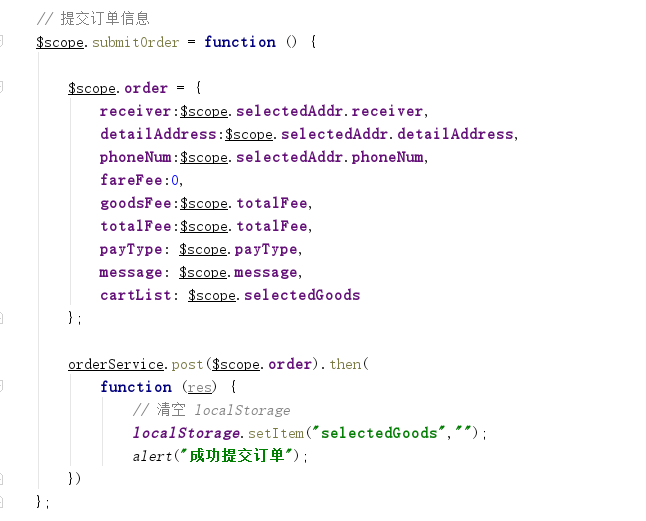 // 提交订单信息
$scope.submitOrder = function () {
$scope.order = {
receiver:$scope.selectedAddr.receiver,
detailAddress:$scope.selectedAddr.detailAddress,
phoneNum:$scope.selectedAddr.phoneNum,
fareFee:0,
goodsFee:$scope.totalFee,
totalFee:$scope.totalFee,
payType: $scope.payType,
message: $scope.message,
cartList: $scope.selectedGoods
};
orderService.post($scope.order).then(
function (res) {
// 清空 localStorage
localStorage.setItem("selectedGoods","");
alert("成功提交订单");
})
};